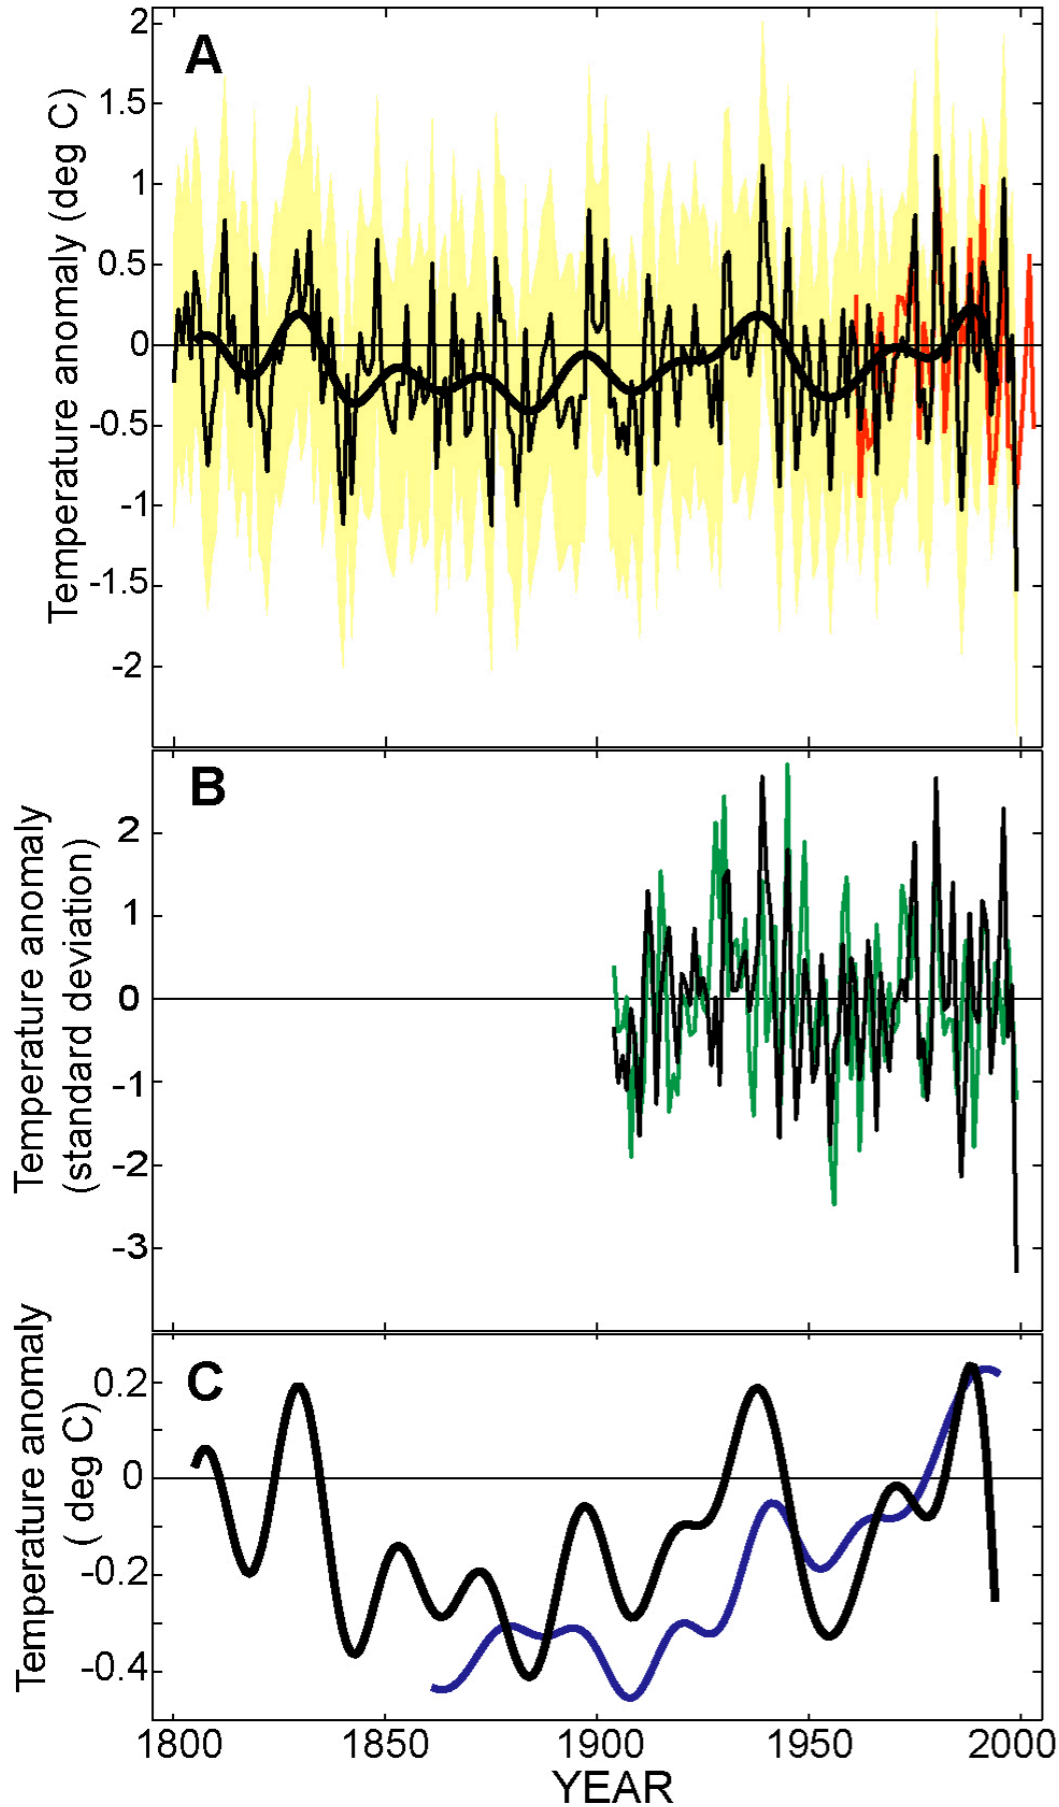 A
Temperature anomaly (deg C)
2
1.5
1
0.5
0
-0.5
-1
-1.5
-2
B
Temperature anomaly
(standard deviation)
2
1
0
-1
-2
-3
C
Temperature anomaly
( deg C)
0.2
0
-0.2
-0.4
1800 1850 1900 1950 2000
YEAR